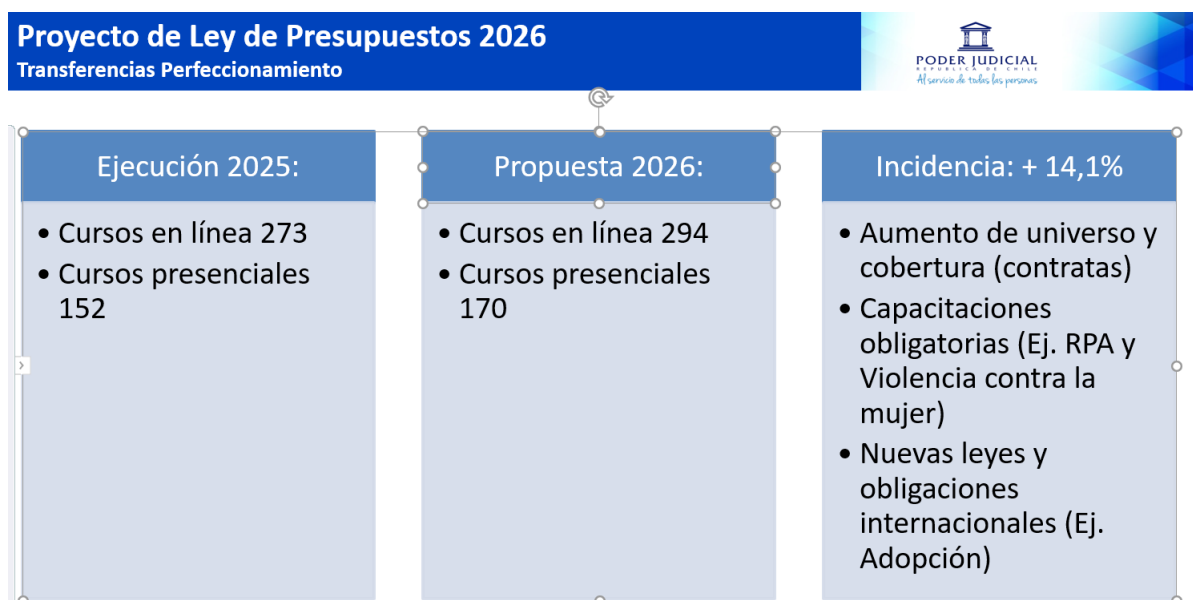 Proyecto de Ley de Presupuestos 2026
Transferencias Perfeccionamiento
PODER JUDICIAL
REPUBLICA DE CHILE
Al servicio de todas las personas
Ejecución 2025:
• Cursos en línea 273
• Cursos presenciales
152
Propuesta 2026:
• Cursos en línea 294
• Cursos presenciales
170
Incidencia: + 14,1%
• Aumento de universo y
cobertura (contratas)
• Capacitaciones
obligatorias (Ej. RPA y
Violencia contra la
mujer)
• Nuevas leyes y
obligaciones
internacionales (Ej.
Adopción)